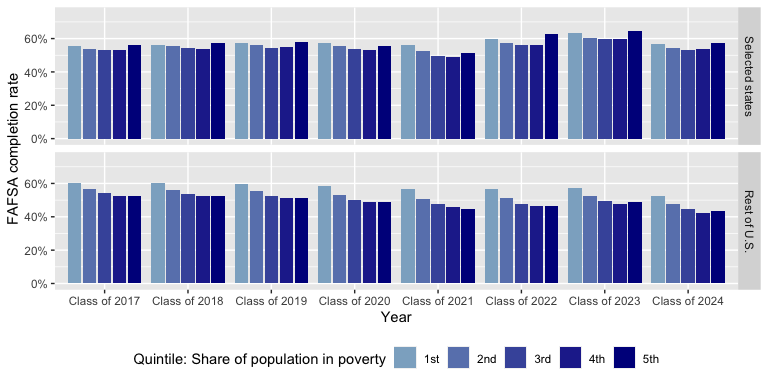 FAFSA completion rate
60%
40%
20%
0%
Selected states
60%
40%
20%
0%
Rest of U.S.
Class of 2017 Class of 2018 Class of 2019 Class of 2020 Class of 2021 Class of 2022 Class of 2023 Class of 2024
Year
Quintile: Share of population in poverty 1st 2nd 3rd 4th 5th